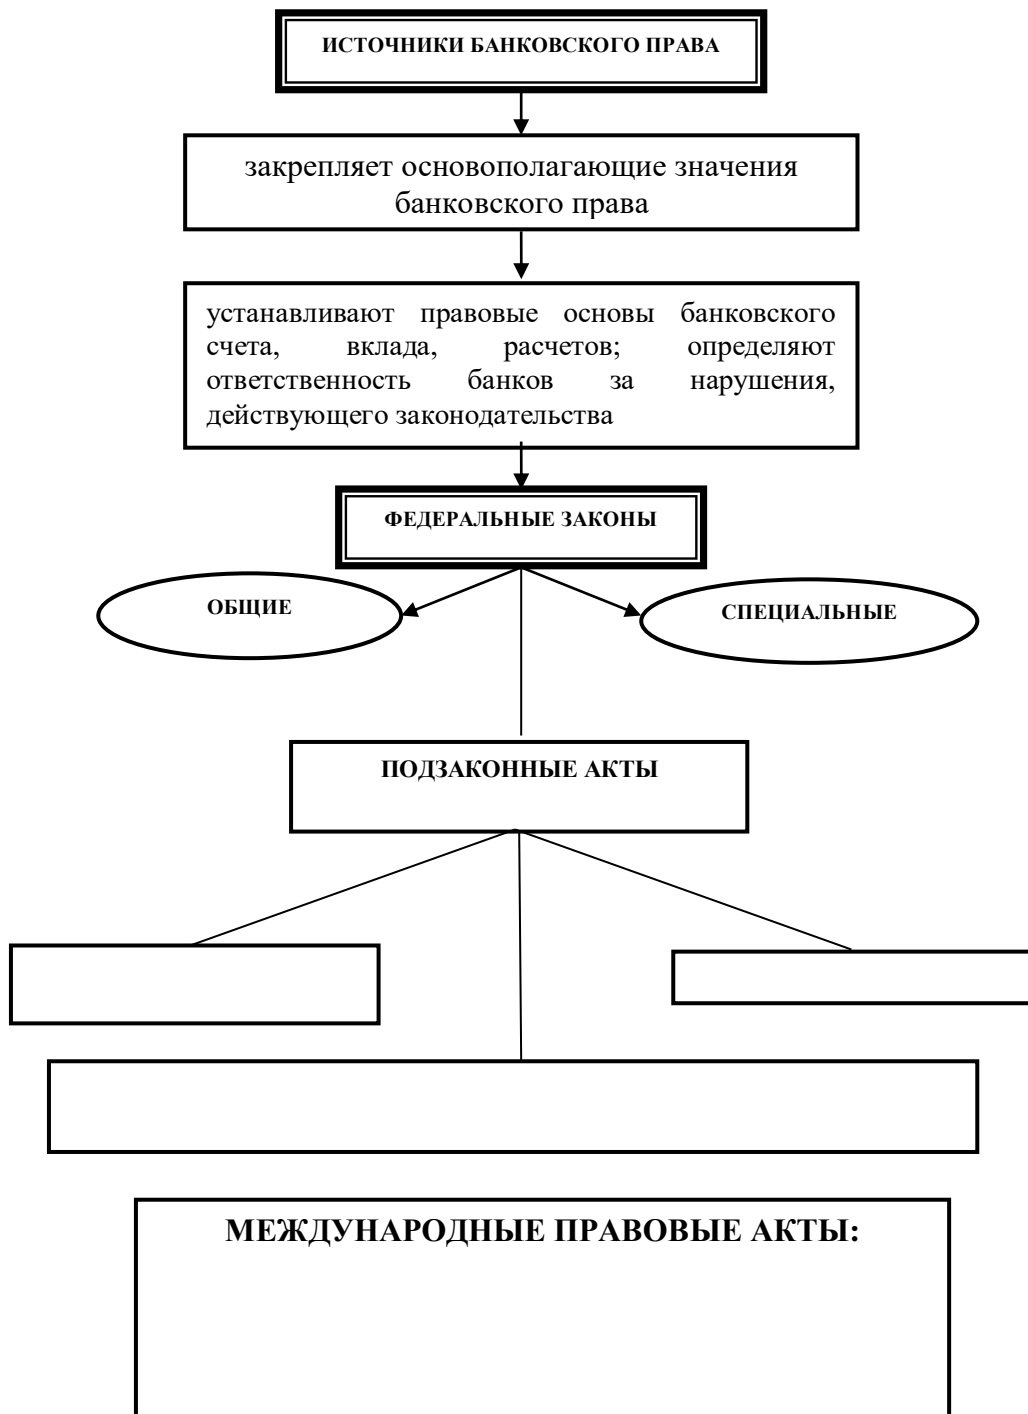 ИСТОЧНИКИ БАНКОВСКОГО ПРАВА
закрепляет основополагающие значения
банковского права
устанавливают правовые основы банковского
счета, вклада, расчетов; определяют
ответственность банков за нарушения,
действующего законодательства
ФЕДЕРАЛЬНЫЕ ЗАКОНЫ
ОБЩИЕ
СПЕЦИАЛЬНЫЕ
ПОДЗАКОННЫЕ АКТЫ
МЕЖДУНАРОДНЫЕ ПРАВОВЫЕ АКТЫ: